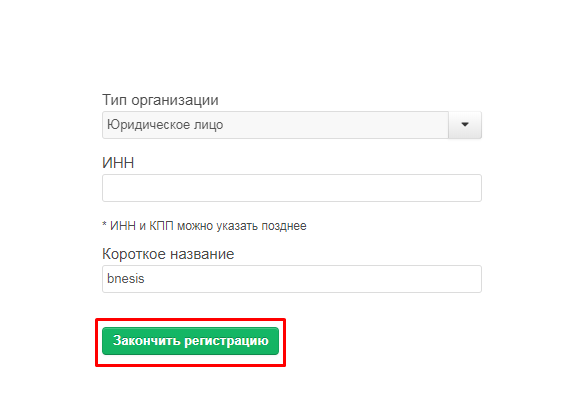 Тип организации
Юридическое лицо
ИНН
* ИНН и КПП можно указать позднее
Короткое название
bnesis
Закончить регистрацию